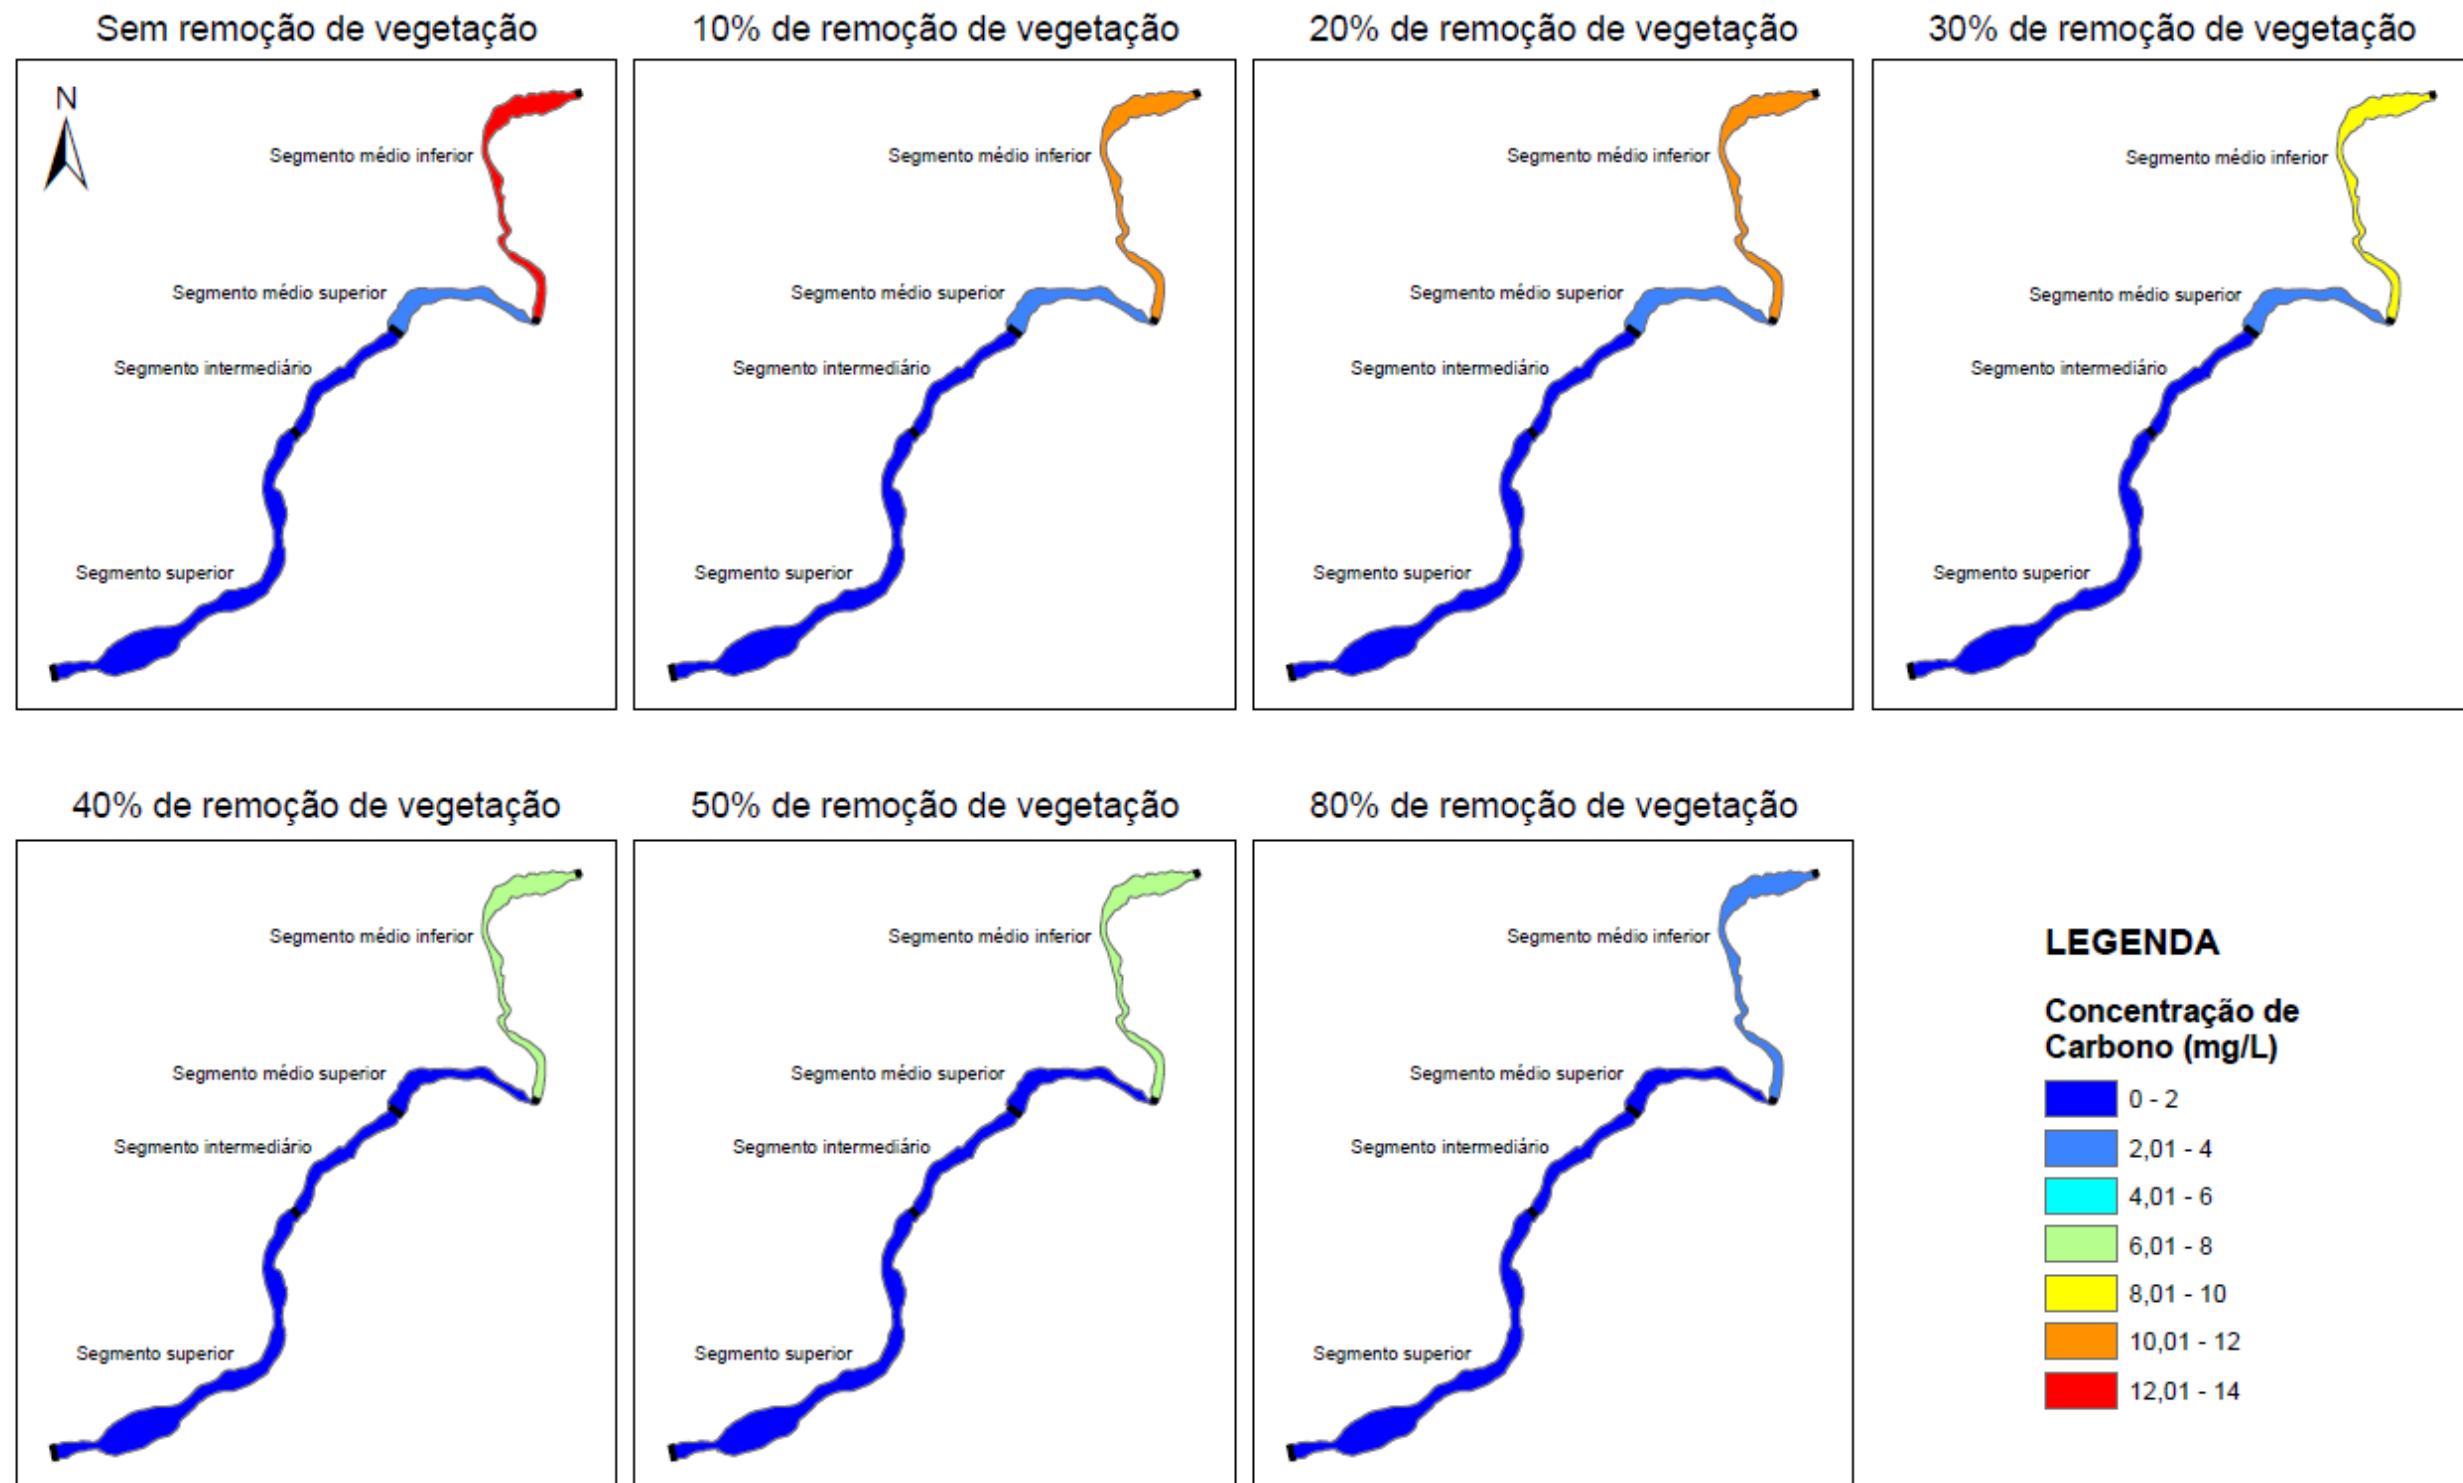 Sem remoção de vegetação
10% de remoção de vegetação
20% de remoção de vegetação
30% de remoção de vegetação
N
Segmento médio inferior
Segmento médio superior
Segmento intermediário
Segmento superior
Segmento médio inferior
Segmento médio superior
Segmento intermediário
Segmento superior
Segmento médio inferior
Segmento médio superior
Segmento intermediário
Segmento superior
Segmento médio inferior
Segmento médio superior
Segmento intermediário
Segmento superior
40% de remoção de vegetação
50% de remoção de vegetação
80% de remoção de vegetação
Segmento médio inferior
Segmento médio superior
Segmento intermediário
Segmento superior
Segmento médio inferior
Segmento médio superior
Segmento intermediário
Segmento superior
Segmento médio inferior
Segmento médio superior
Segmento intermediário
Segmento superior
LEGENDA
Concentração de
Carbono (mg/L)
0 - 2
2,01 - 4
4,01 - 6
6,01 - 8
8,01 - 10
10,01 - 12
12,01 - 14